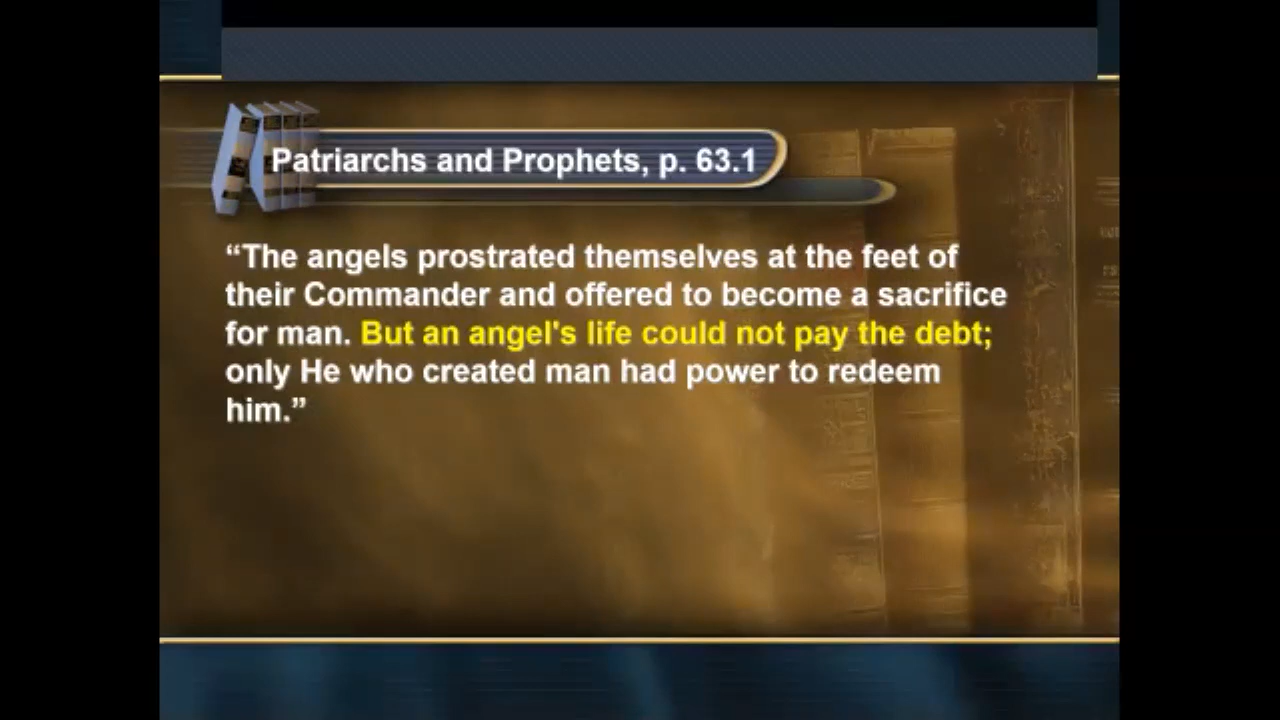 Patriarchs and Prophets, p. 63.1
“The angels prostrated themselves at the feet of
their Commander and offered to become a sacrifice
for man. But an angel's life could not pay the debt;
only He who created man had power to redeem
him.”